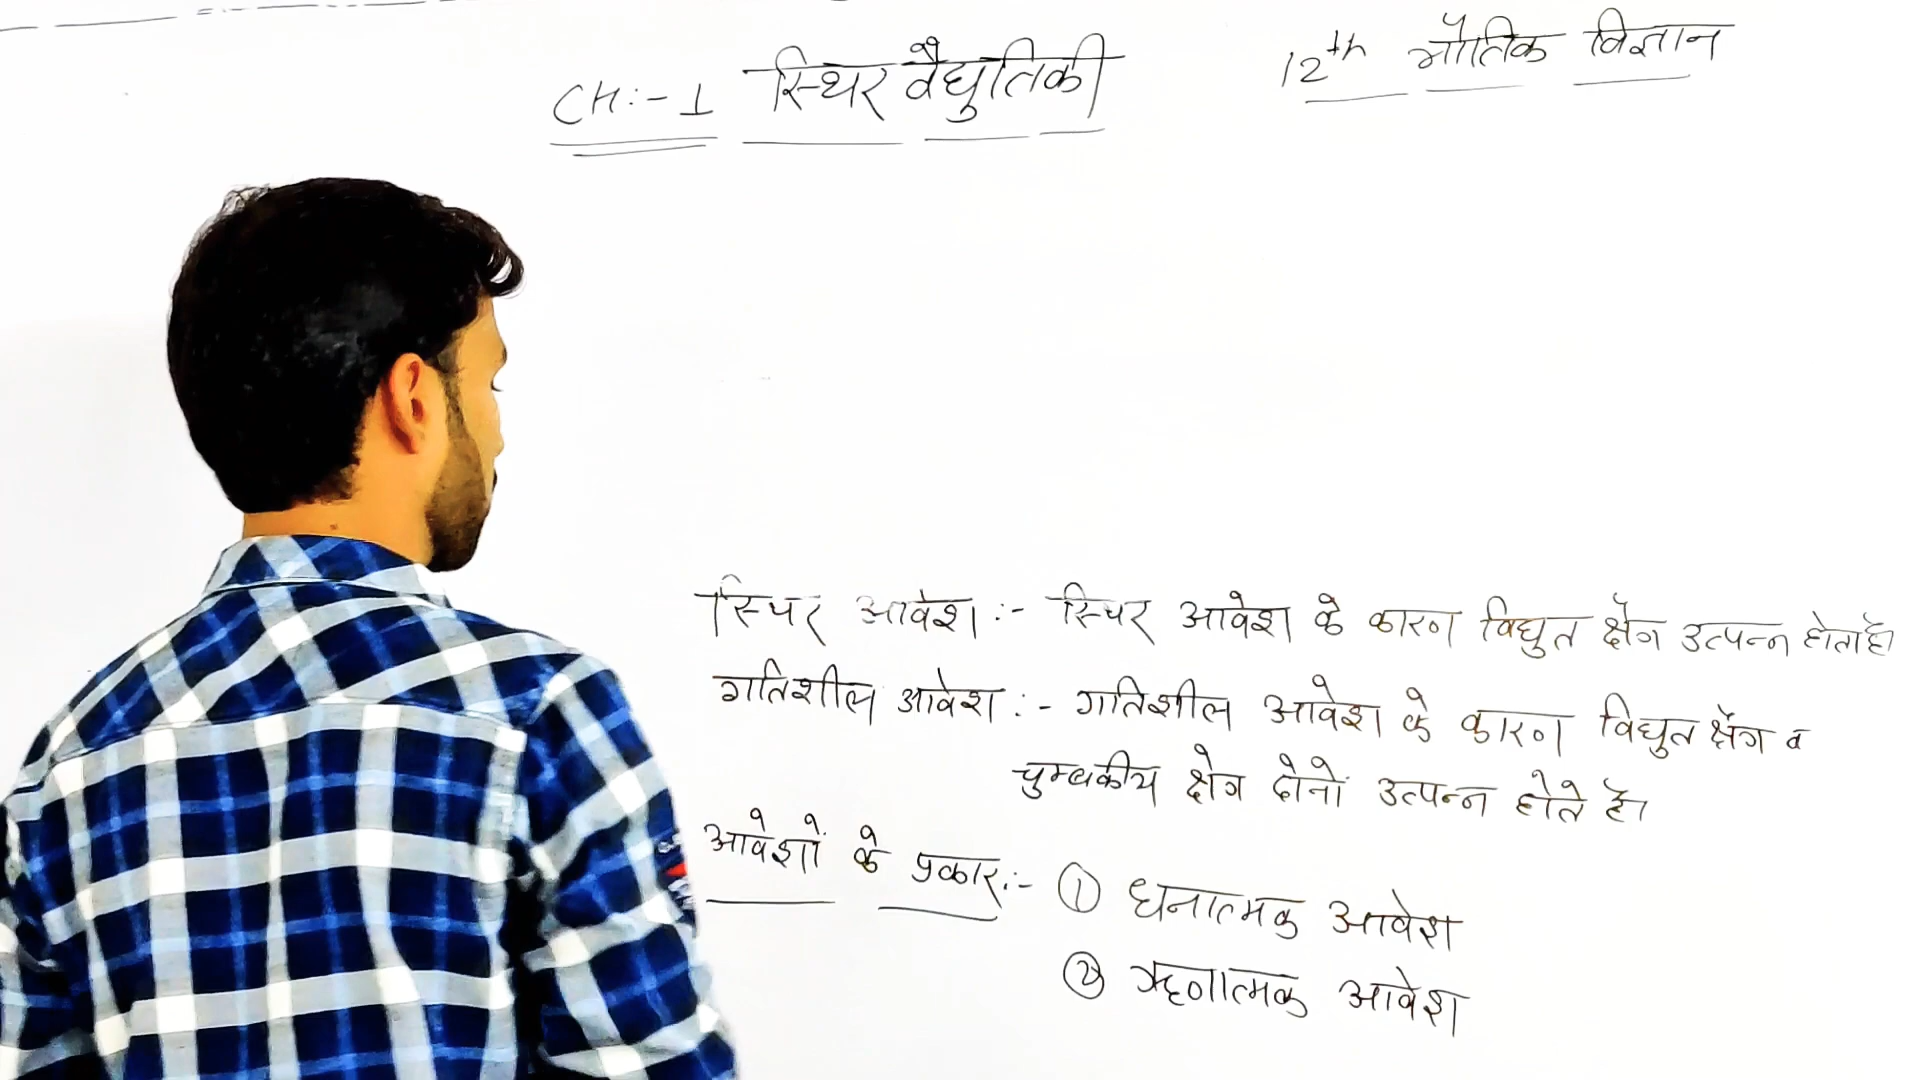 CH:- 1 स्थिर वैद्युतिकी
12th भौतिक विज्ञान
स्थिर आवेश :- स्थिर आवेश के कारण विद्युत क्षेत्र उत्पन्न होता है।
गतिशील आवेश :- गतिशील आवेश के कारण विद्युत क्षेत्र व
चुम्बकीय क्षेत्र दोनों उत्पन्न होते है।
आवेशों के प्रकार:- ① धनात्मक आवेश
② ऋणात्मक आवेश